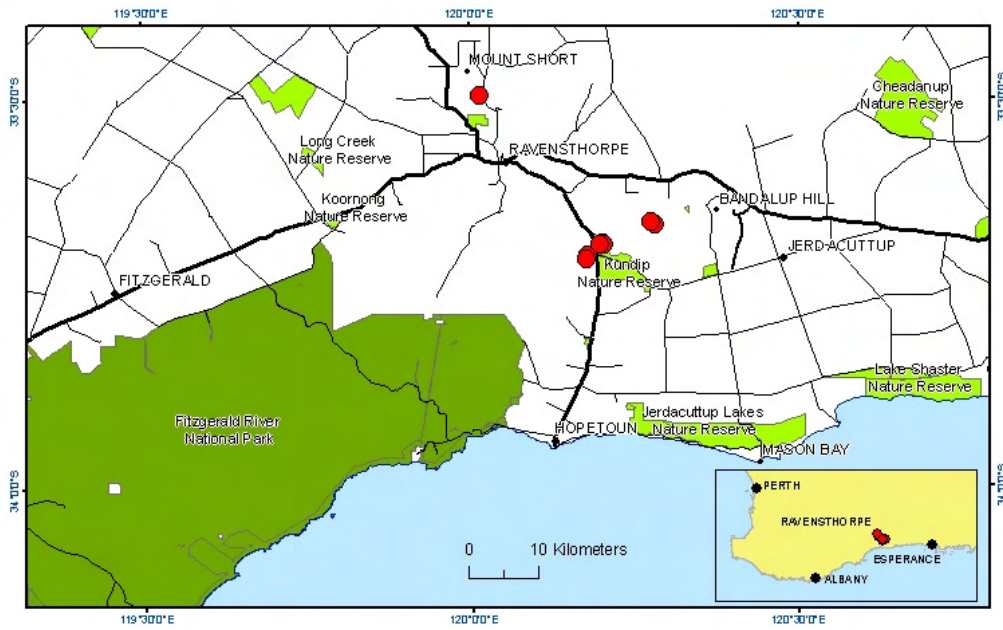 119°30'0"E
120°0'0"E
120°30'0"E
33°30'0"S
33°30'0"S
MOUNT SHORT
Cheadanup
Nature Reserve
Long Creek
Nature Reserve
RAVENSTHORPE
Koornong
Nature Reserve
BANDALUP HILL
JERDACUTTUP
Kundip
Nature Reserve
FITZGERALD
Lake Shaster
Nature Reserve
Fitzgerald River
National Park
Jerdacuttup Lakes
Nature Reserve
HOPETOUN
MASON BAY
34°0'0"S
34°0'0"S
PERTH
RAVENSTHORPE
ESPERANCE
ALBANY
0 10 Kilometers
119°30'0"E
120°0'0"E
120°30'0"E